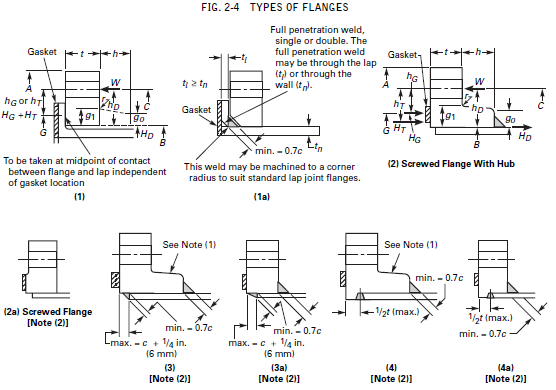 FIG. 2-4 TYPES OF FLANGES
Gasket
t
h
A
W
hG or hT
r
hD
C
HG + HT
g1
go
G
HD
B
To be taken at midpoint of contact
between flange and lap independent
of gasket location
(1)
Full penetration weld,
single or double. The
full penetration weld
may be through the lap
(tl) or through the
wall (tn).
tl
tl ≥ tn
Gasket
tn
min. = 0.7c
This weld may be machined to a corner
radius to suit standard lap joint flanges.
(1a)
Gasket
t
h
A
hG
W
hT
r
hD
C
g1
go
G
HT
HG
HD
B
(2) Screwed Flange With Hub
(2a) Screwed Flange
[Note (2)]
See Note (1)
min. = 0.7c
max. = c + 1/4 in.
(6 mm)
(3)
[Note (2)]
min. = 0.7c
max. = c + 1/4 in.
(6 mm)
(3a)
[Note (2)]
See Note (1)
min. = 0.7c
1/2t (max.)
(4)
[Note (2)]
1/2t (max.)
min. = 0.7c
(4a)
[Note (2)]